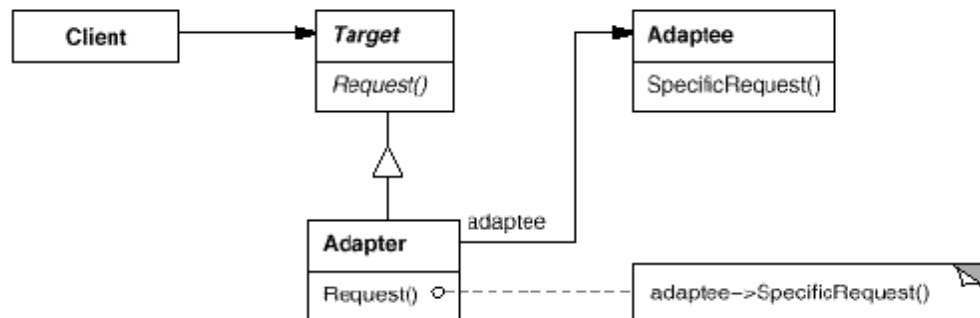 Client
Target
Request()
Adaptee
SpecificRequest()
adaptee
Adapter
Request()
adaptee->SpecificRequest()